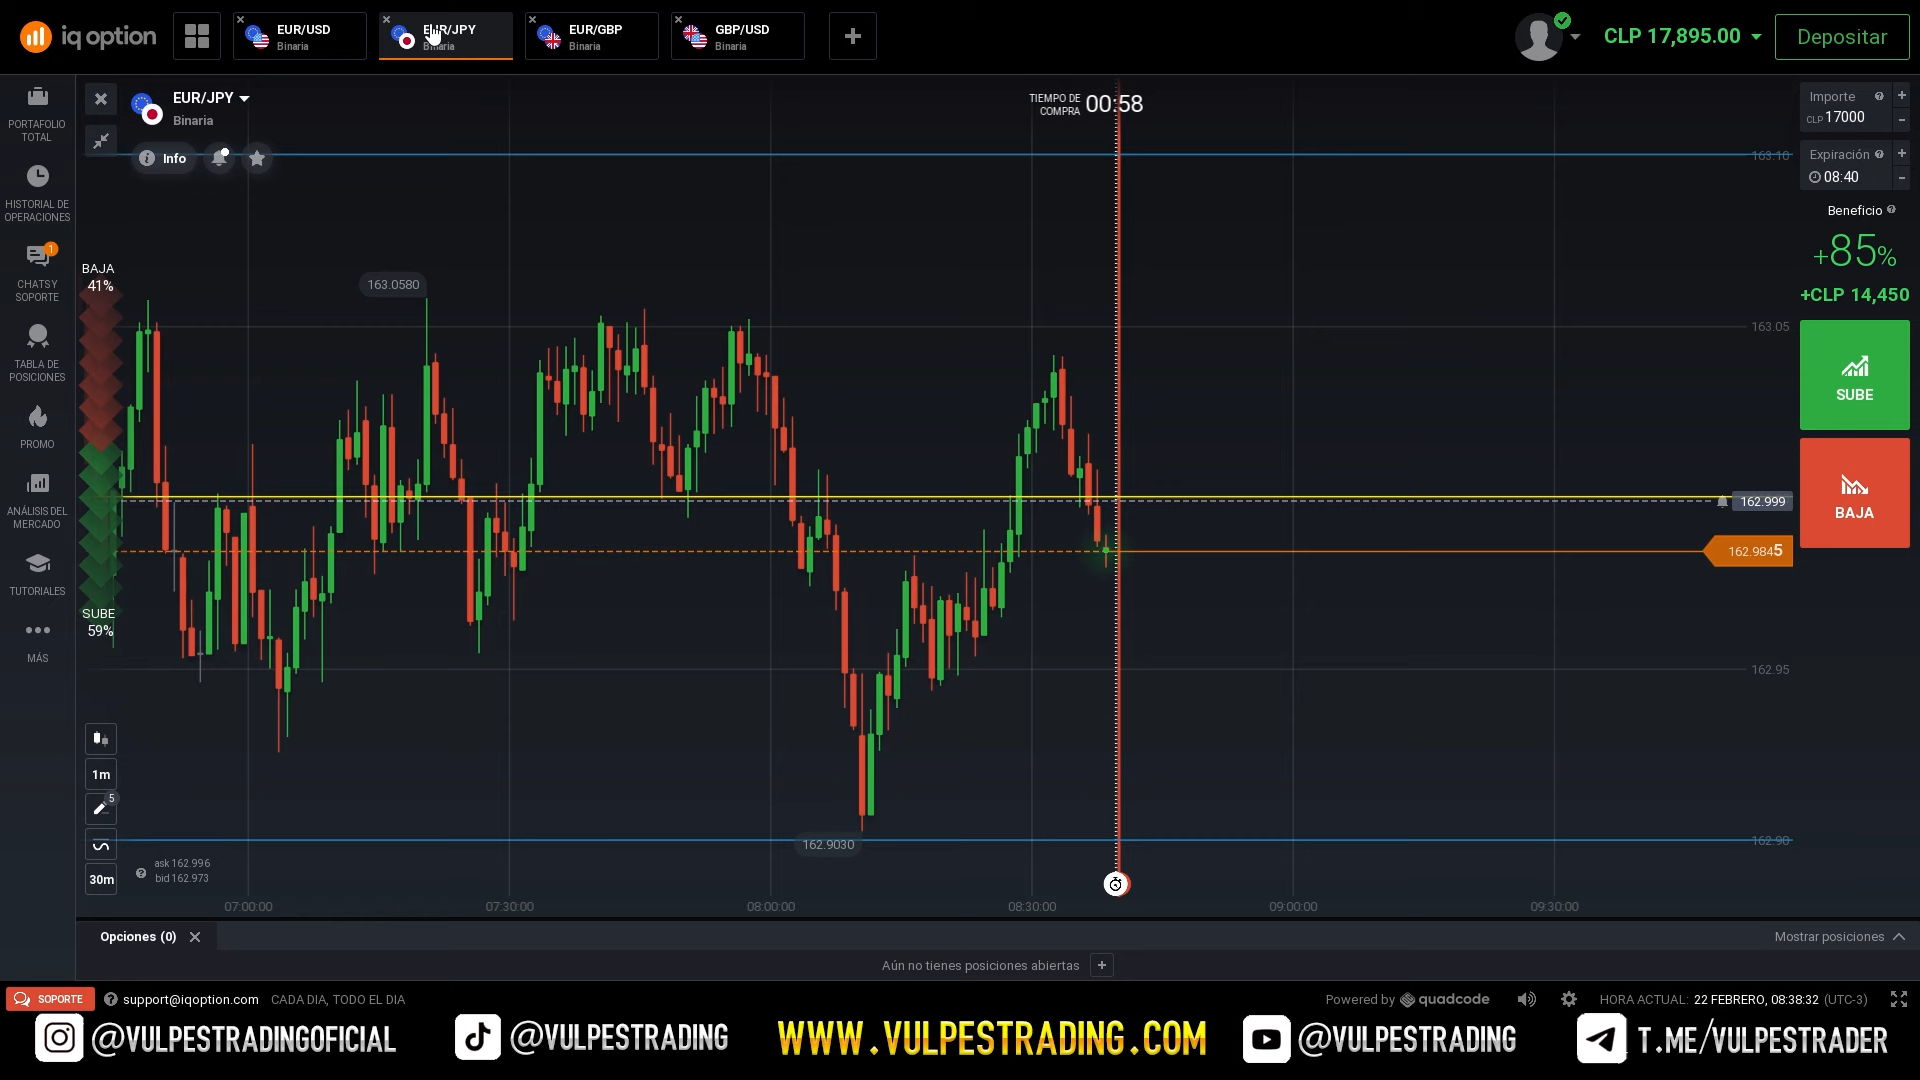 iq option
EUR/USD
Binaria
EUR/JPY
Binaria
EUR/GBP
Binaria
GBP/USD
Binaria
CLP 17,895.00
Depositar
PORTAFOLIO
TOTAL
HISTORIAL DE
OPERACIONES
1
CHATS Y
SOPORTE
TABLA DE
POSICIONES
PROMO
ANÁLISIS DEL
MERCADO
TUTORIALES
MÁS
EUR/JPY
Binaria
Info
TIEMPO DE
COMPRA
00:58
BAJA
41%
SUBE
59%
163.0580
162.9030
163.10
163.05
162.999
162.9845
162.95
162.90
1m
5
30m
ask 162.996
bid 162.973
07:00:00
07:30:00
08:00:00
08:30:00
09:00:00
09:30:00
Importe
CLP 17000
Expiración
08:40
Beneficio
+85%
+CLP 14,450
SUBE
BAJA
Opciones (0)
Mostrar posiciones
Aún no tienes posiciones abiertas
SOPORTE
support@iqoption.com CADA DIA, TODO EL DIA
Powered by quadcode
HORA ACTUAL: 22 FEBRERO, 08:38:32 (UTC-3)
@VULPESTRADINGOFICIAL
@VULPESTRADING
WWW.VULPESTRADING.COM
@VULPESTRADING
T.ME/VULPESTRADER